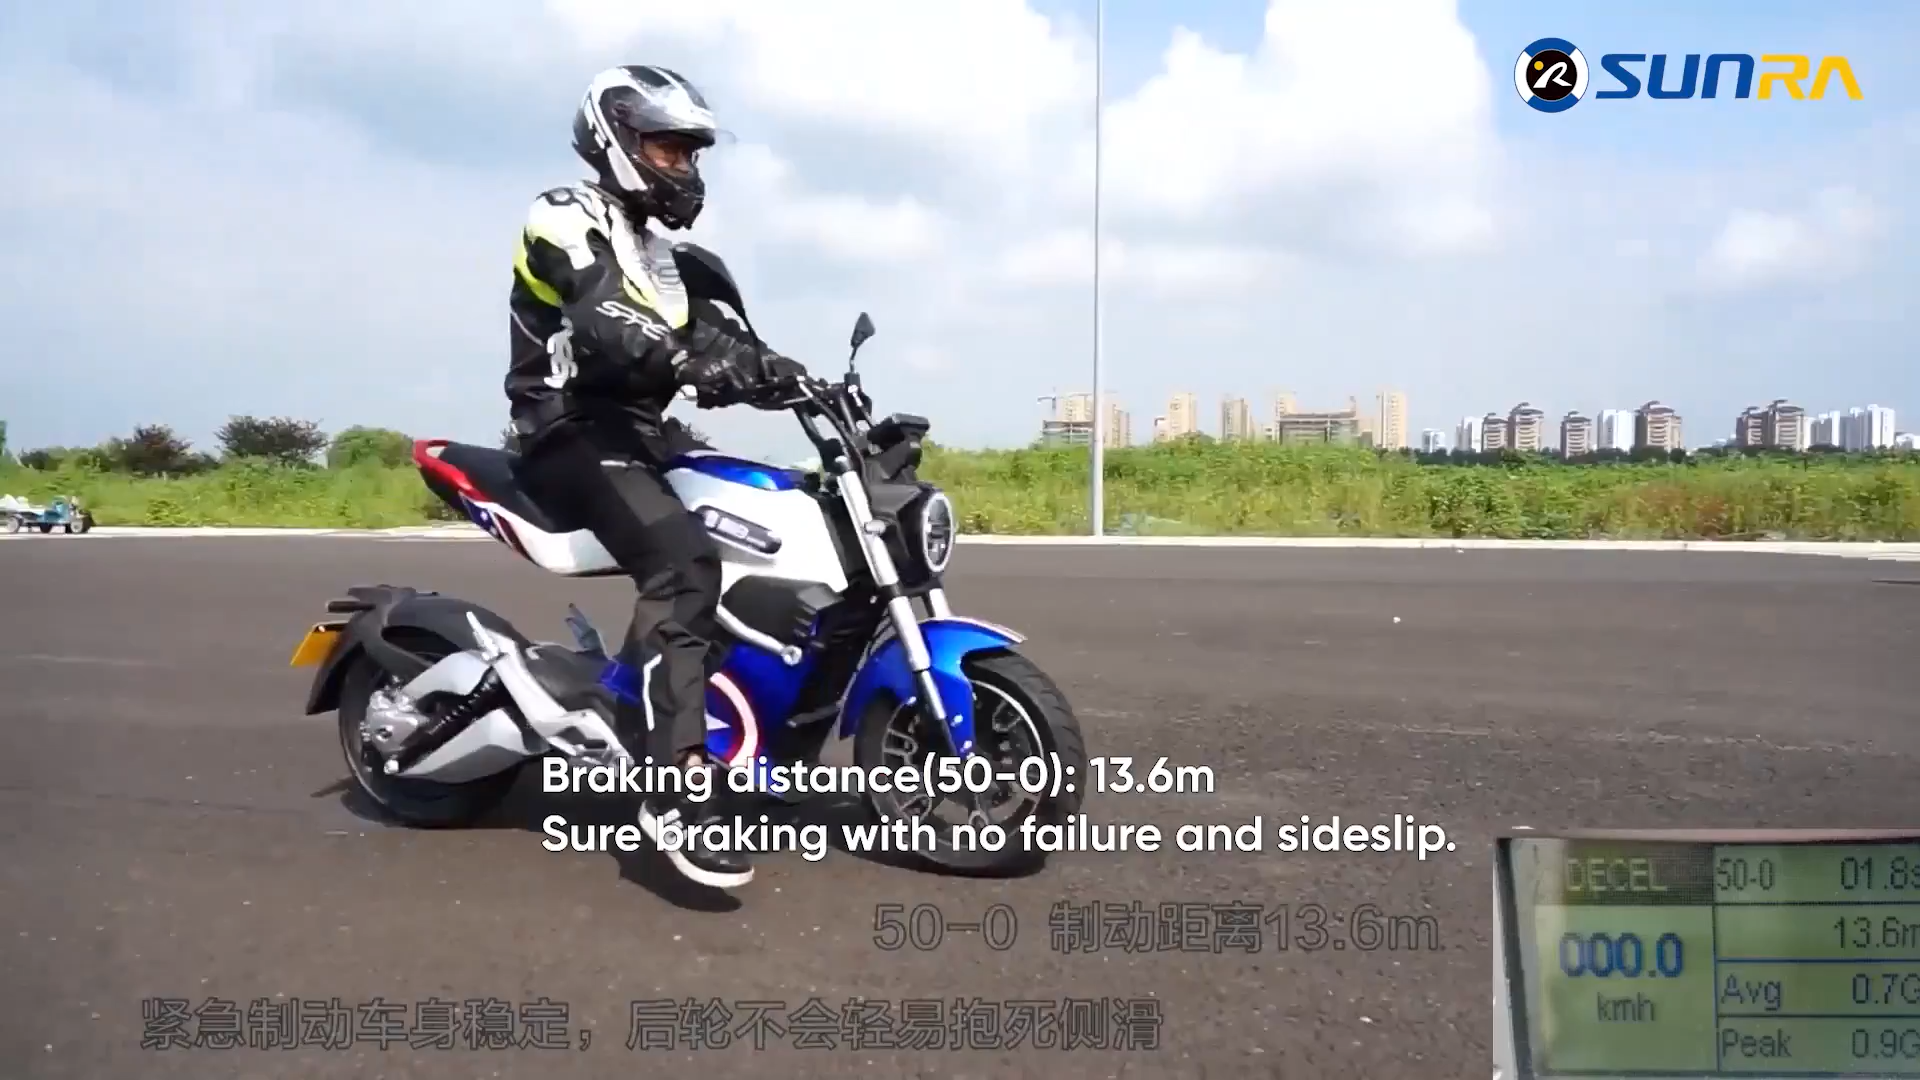 SUNRA
Braking distance(50-0): 13.6m
Sure braking with no failure and sideslip.
50-0 制动距离13.6m
紧急制动车身稳定，后轮不会轻易抱死侧滑
DECEL 50-0 01.8s
13.6m
000.0
kmh
Avg 0.7G
Peak 0.9G